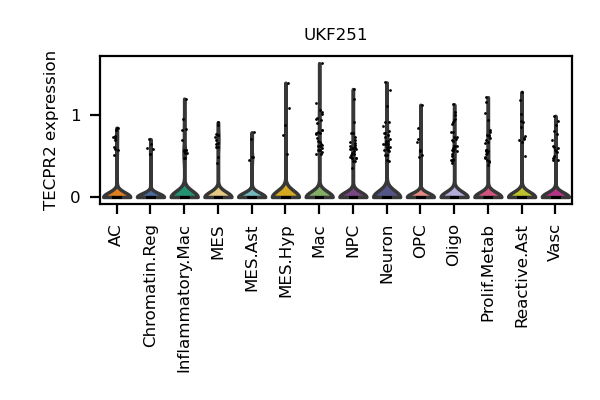 UKF251
TECPR2 expression
1
0
AC
Chromatin.Reg
Inflammatory.Mac
MES
MES.Ast
MES.Hyp
Mac
NPC
Neuron
OPC
Oligo
Prolif.Metab
Reactive.Ast
Vasc